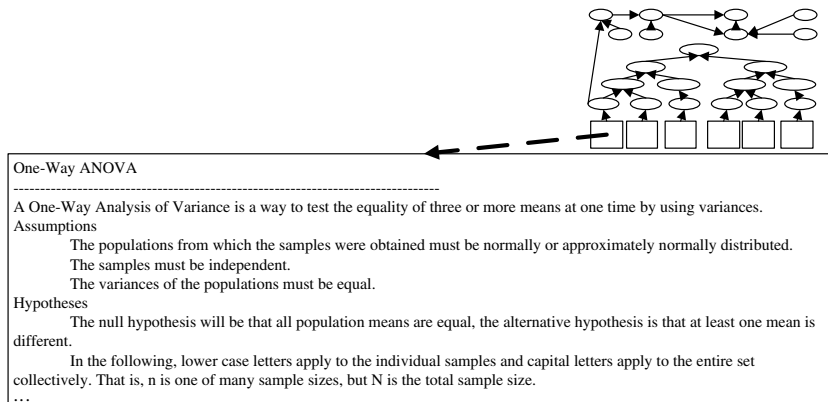 One-Way ANOVA
--------------------------------------------------------------------------------
A One-Way Analysis of Variance is a way to test the equality of three or more means at one time by using variances.
Assumptions
The populations from which the samples were obtained must be normally or approximately normally distributed.
The samples must be independent.
The variances of the populations must be equal.
Hypotheses
The null hypothesis will be that all population means are equal, the alternative hypothesis is that at least one mean is
different.
In the following, lower case letters apply to the individual samples and capital letters apply to the entire set
collectively. That is, n is one of many sample sizes, but N is the total sample size.
…